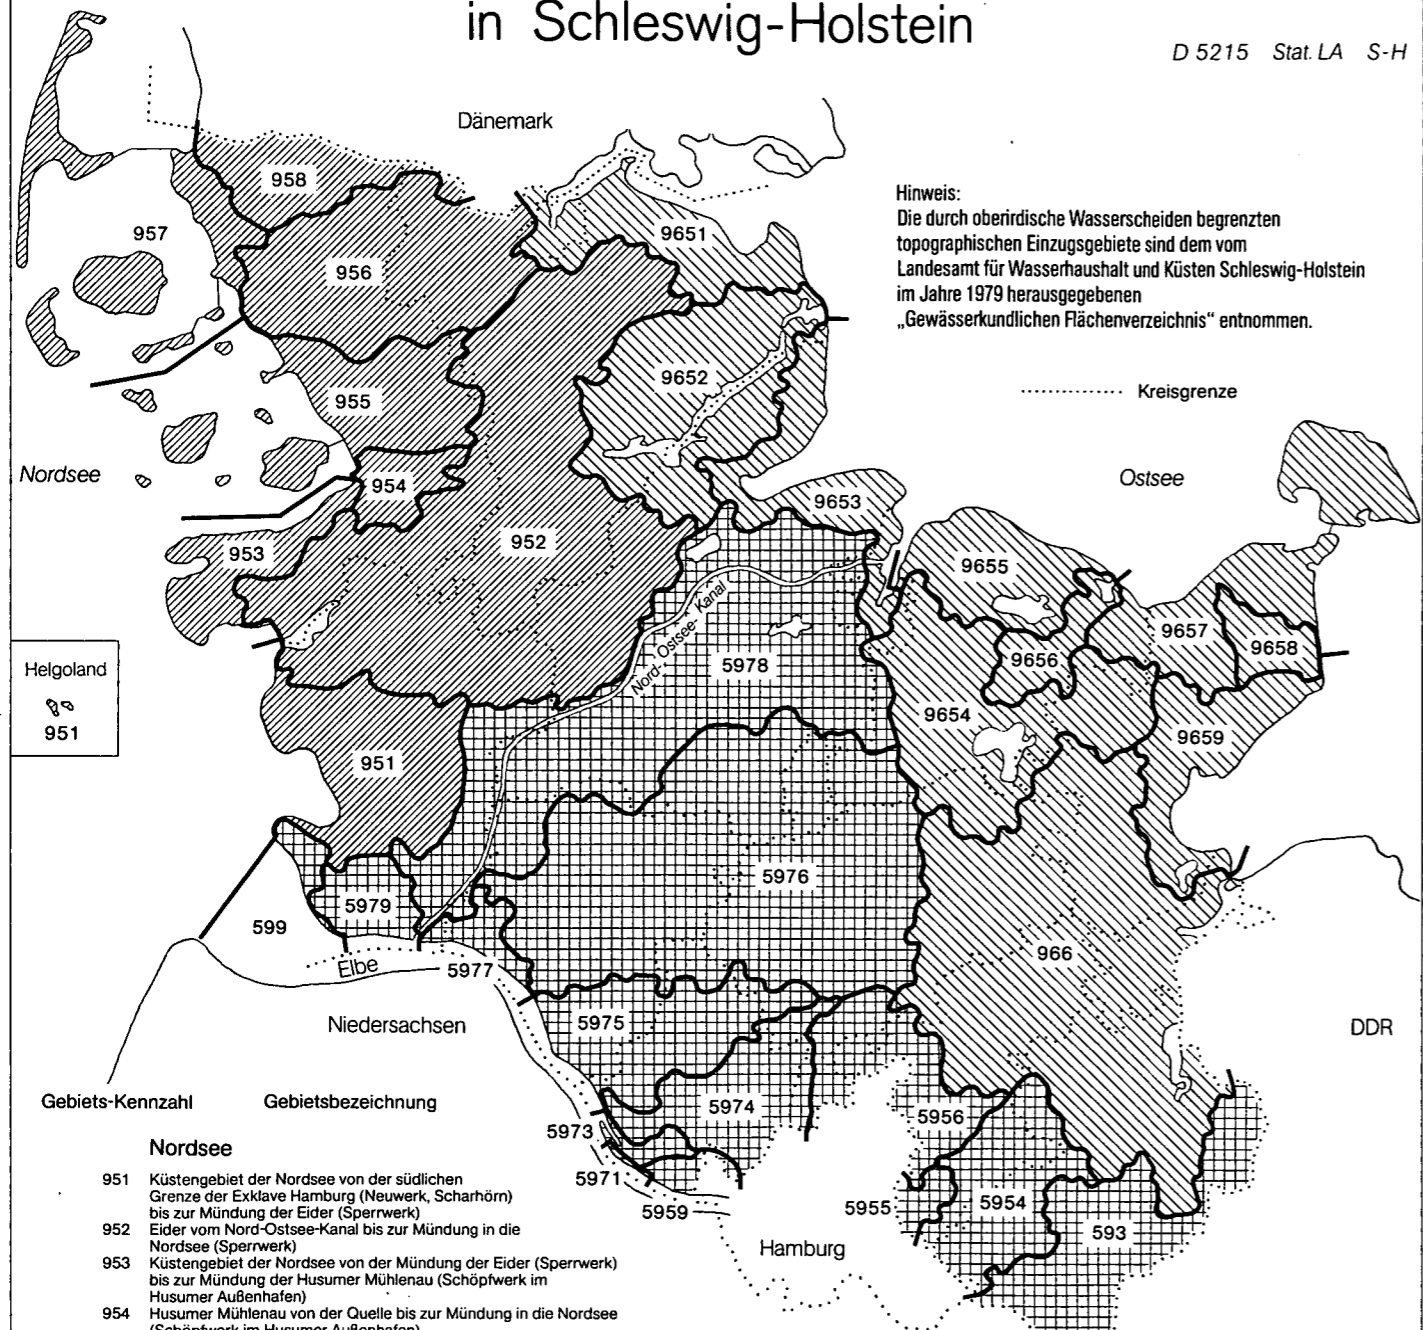 in Schleswig-Holstein
D 5215 Stat. LA S-H
Dänemark
Hinweis:
Die durch oberirdische Wasserscheiden begrenzten
topographischen Einzugsgebiete sind dem vom
Landesamt für Wasserhaushalt und Küsten Schleswig-Holstein
im Jahre 1979 herausgegebenen
„Gewässerkundlichen Flächenverzeichnis“ entnommen.
Kreisgrenze
958
957
9651
956
9652
955
Nordsee
954
Ostsee
9653
953
952
9655
Nord-Ostsee-Kanal
9657
9658
9656
5978
Helgoland
951
9654
9659
951
5976
5979
599
966
Elbe
5977
Niedersachsen
5975
DDR
5974
5956
5973
5971
5959
5955
5954
593
Hamburg
Gebiets-Kennzahl Gebietsbezeichnung
Nordsee
951 Küstengebiet der Nordsee von der südlichen
Grenze der Exklave Hamburg (Neuwerk, Scharhörn)
bis zur Mündung der Eider (Sperrwerk)
952 Eider vom Nord-Ostsee-Kanal bis zur Mündung in die
Nordsee (Sperrwerk)
953 Küstengebiet der Nordsee von der Mündung der Eider (Sperrwerk)
bis zur Mündung der Husumer Mühlenau (Schöpfwerk im
Husumer Außenhafen)
954 Husumer Mühlenau von der Quelle bis zur Mündung in die Nordsee
(Schöpfwerk im Husumer Außenhafen)